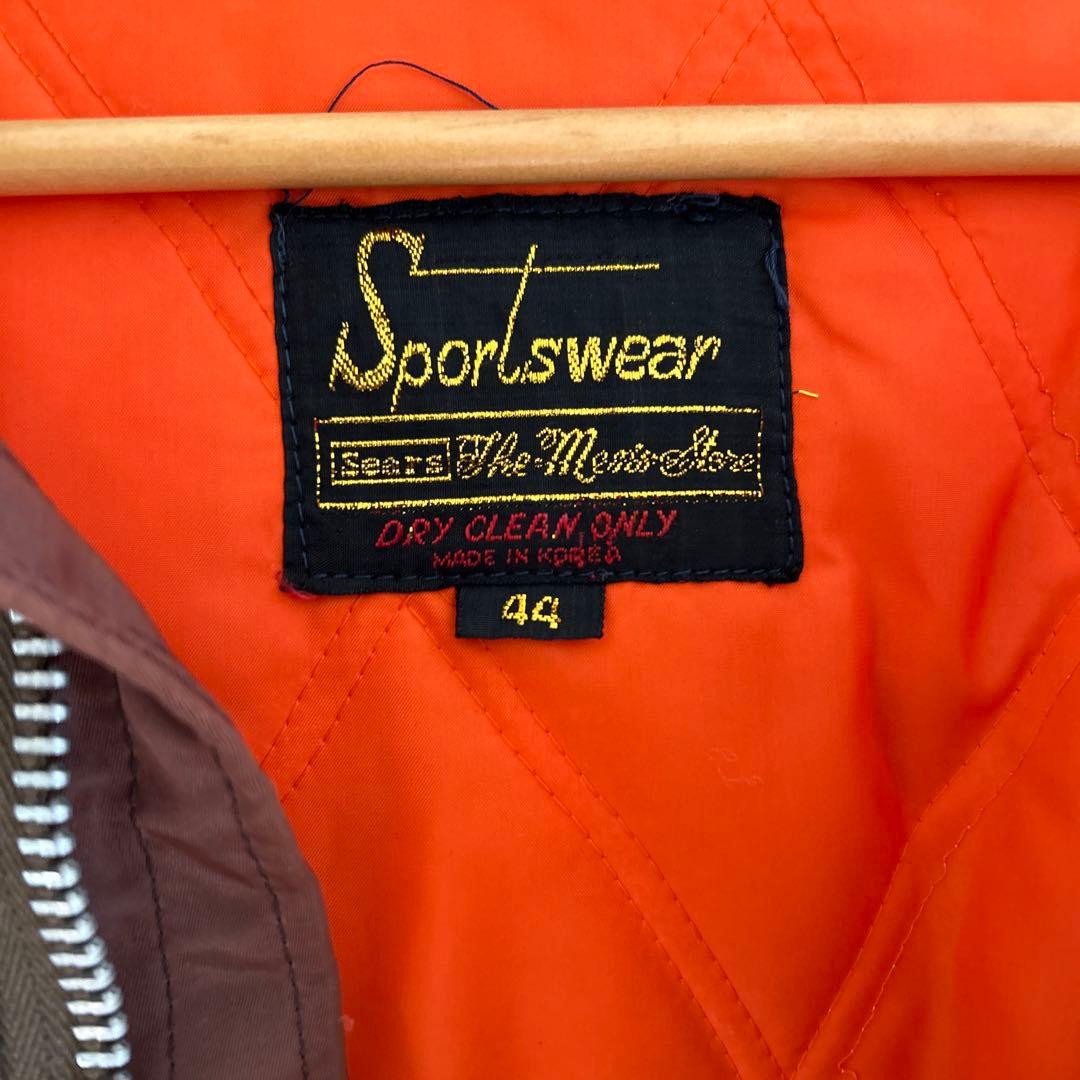 Sportswear
Sears The Men's Store
DRY CLEAN ONLY
MADE IN KOREA
44